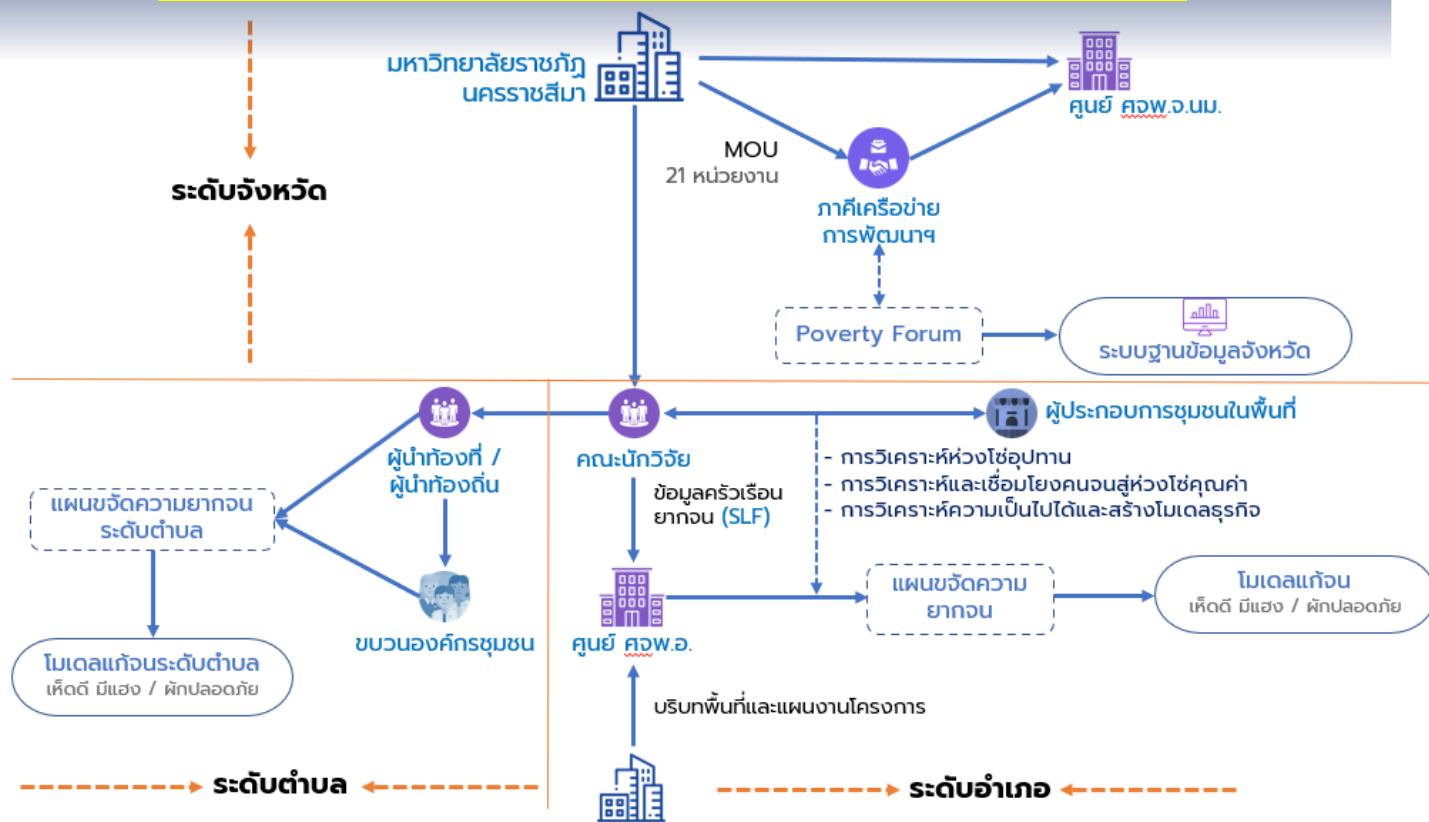 มหาวิทยาลัยราชภัฏ
นครราชสีมา
ศูนย์ ศจพ.จ.นม.
MOU
21 หน่วยงาน
ระดับจังหวัด
ภาคีเครือข่าย
การพัฒนาฯ
Poverty Forum
ระบบฐานข้อมูลจังหวัด
ผู้ประกอบการชุมชนในพื้นที่
ผู้นำท้องที่ /
ผู้นำท้องถิ่น
คณะนักวิจัย
- การวิเคราะห์ห่วงโซ่อุปทาน
- การวิเคราะห์และเชื่อมโยงคนจนสู่ห่วงโซ่คุณค่า
- การวิเคราะห์ความเป็นไปได้และสร้างโมเดลธุรกิจ
แผนขจัดความยากจน
ระดับตำบล
ข้อมูลครัวเรือน
ยากจน (SLF)
แผนขจัดความ
ยากจน
โมเดลแก้จน
เห็ดดี มีแฮง / ผักปลอดภัย
ขบวนองค์กรชุมชน
ศูนย์ ศจพ.อ.
โมเดลแก้จนระดับตำบล
เห็ดดี มีแฮง / ผักปลอดภัย
บริบทพื้นที่และแผนงานโครงการ
ระดับตำบล
ระดับอำเภอ